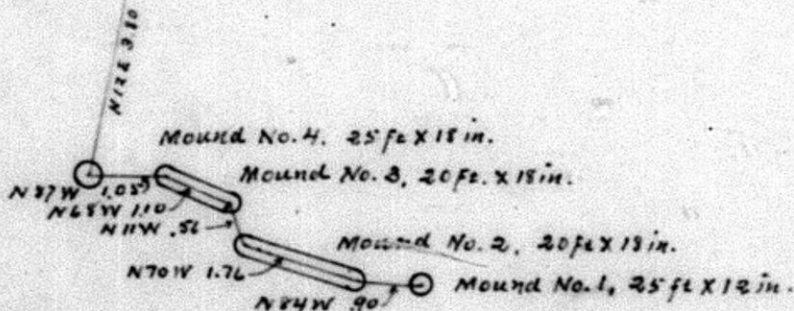 N12E 3.10
Mound No. 4, 25 ft X 18 in.
Mound No. 3, 20 ft. X 18 in.
N87W 1.05
N68W 1.10
N11W .56
Mound No. 2, 20 ft X 18 in.
N70W 1.76
Mound No. 1, 25 ft X 12 in.
N84W .90